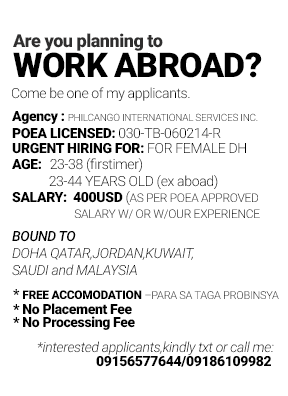 Are you planning to
WORK ABROAD?
Come be one of my applicants.
Agency : PHILCANGO INTERNATIONAL SERVICES INC.
POEA LICENSED: 030-TB-060214-R
URGENT HIRING FOR: FOR FEMALE DH
AGE: 23-38 (firstimer)
23-44 YEARS OLD (ex aboad)
SALARY: 400USD (AS PER POEA APPROVED
SALARY W/ OR W/OUR EXPERIENCE
BOUND TO
DOHA QATAR,JORDAN,KUWAIT,
SAUDI and MALAYSIA
* FREE ACCOMODATION –PARA SA TAGA PROBINSYA
* No Placement Fee
* No Processing Fee
*interested applicants,kindly txt or call me:
09156577644/09186109982